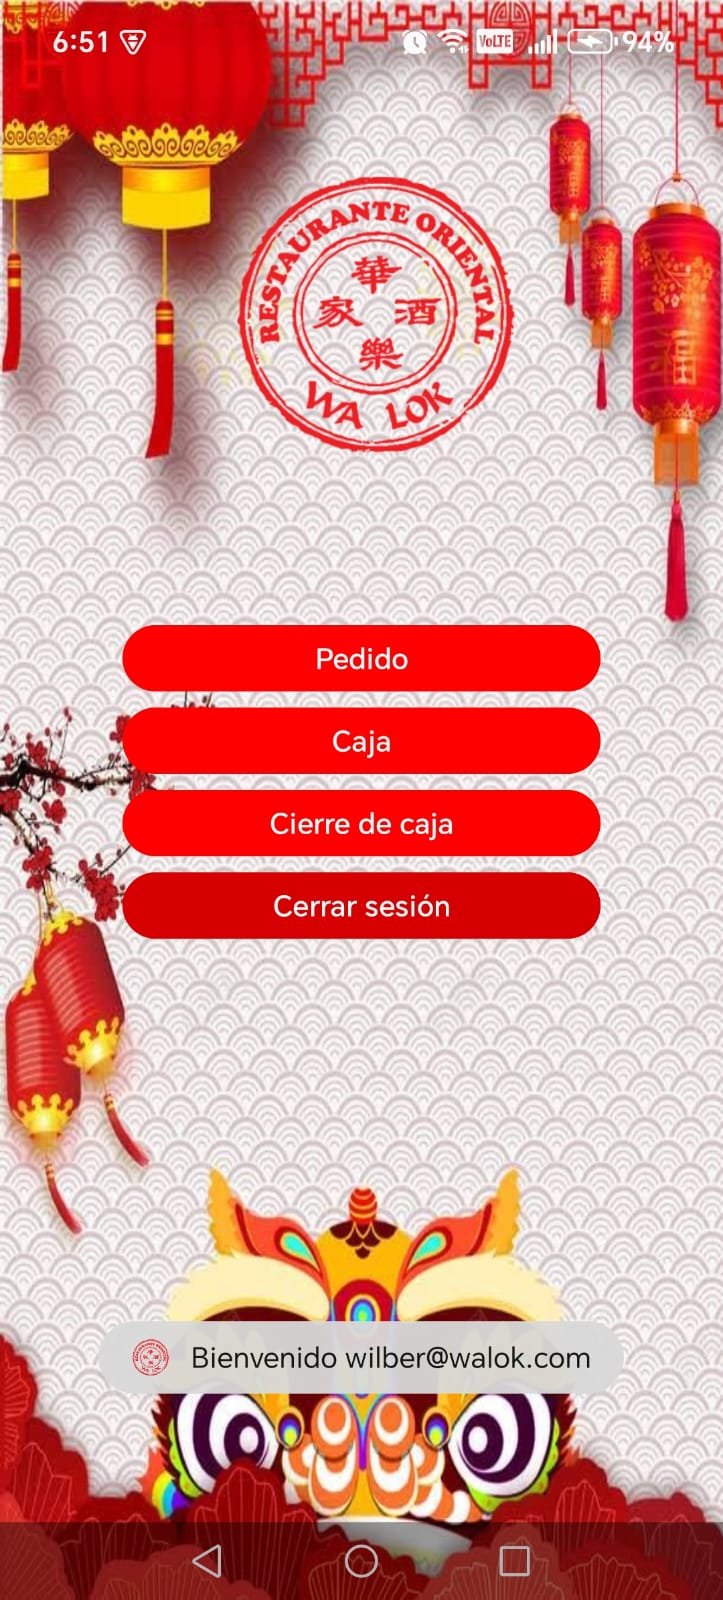 6:51
VoLTE
94%
RESTAURANTE ORIENTAL
華
家 酒
樂
WA LOK
福
Pedido
Caja
Cierre de caja
Cerrar sesión
Bienvenido wilber@walok.com